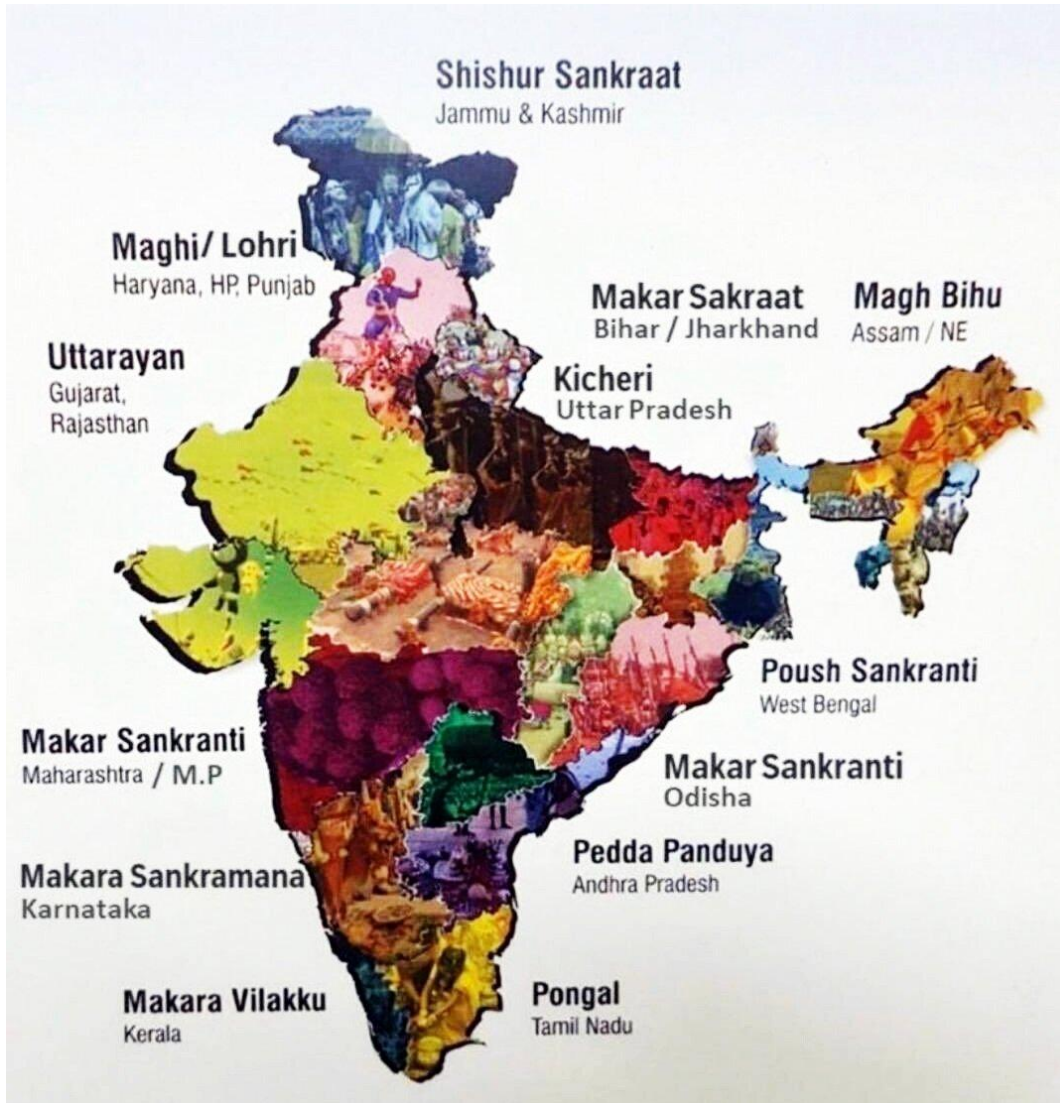 Shishur Sankraat
Jammu & Kashmir
Maghi/ Lohri
Haryana, HP, Punjab
Makar Sakraat
Bihar / Jharkhand
Magh Bihu
Assam / NE
Uttarayan
Gujarat,
Rajasthan
Kicheri
Uttar Pradesh
Poush Sankranti
West Bengal
Makar Sankranti
Maharashtra / M.P
Makar Sankranti
Odisha
Pedda Panduya
Andhra Pradesh
Makara Sankramana
Karnataka
Makara Vilakku
Kerala
Pongal
Tamil Nadu